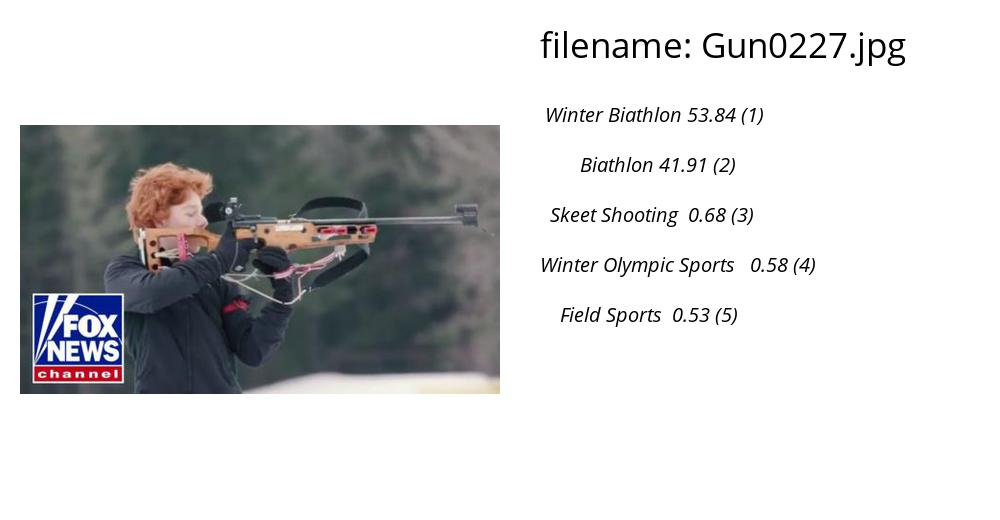 filename: Gun0227.jpg
Winter Biathlon 53.84 (1)
Biathlon 41.91 (2)
Skeet Shooting 0.68 (3)
Winter Olympic Sports 0.58 (4)
Field Sports 0.53 (5)
FOX
NEWS
channel